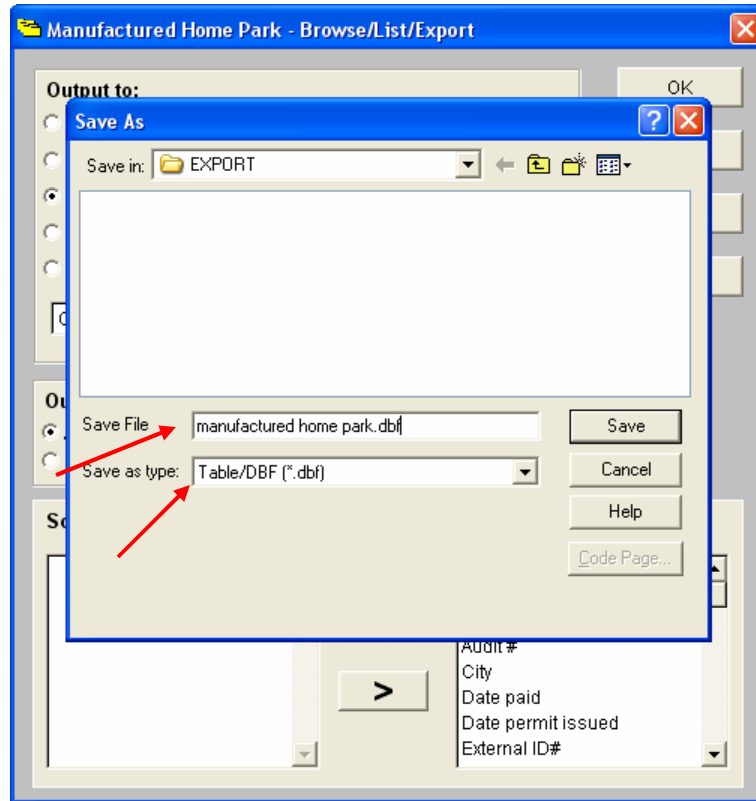 Manufactured Home Park - Browse/List/Export
Output to:
OK
Save As
Save in: EXPORT
Save File manufactured home park.dbf
Save
Save as type: Table/DBF (*.dbf)
Cancel
Help
Code Page...
Audit #
City
Date paid
Date permit issued
External ID#
>